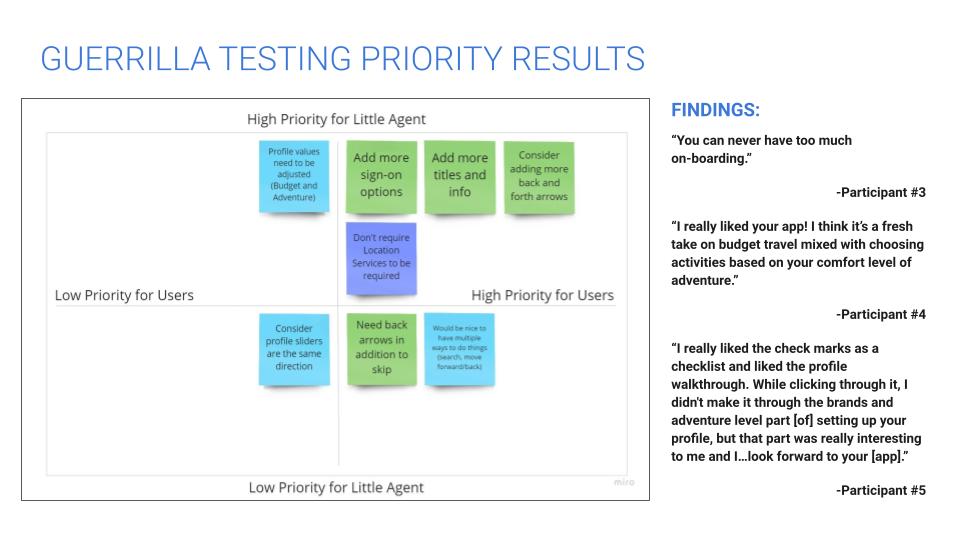 GUERRILLA TESTING PRIORITY RESULTS
High Priority for Little Agent
Profile values
need to be
adjusted
(Budget and
Adventure)
Add more
sign-on
options
Add more
titles and
info
Consider
adding more
back and
forth arrows
Don't require
Location
Services to be
required
Low Priority for Users
High Priority for Users
Consider
profile sliders
are the same
direction
Need back
arrows in
addition to
skip
Would be nice to
have multiple
ways to do things
(search, move
forward/back)
miro
Low Priority for Little Agent
FINDINGS:
“You can never have too much
on-boarding.”
-Participant #3
“I really liked your app! I think it’s a fresh
take on budget travel mixed with choosing
activities based on your comfort level of
adventure.”
-Participant #4
“I really liked the check marks as a
checklist and liked the profile
walkthrough. While clicking through it, I
didn't make it through the brands and
adventure level part [of] setting up your
profile, but that part was really interesting
to me and I...look forward to your [app].”
-Participant #5